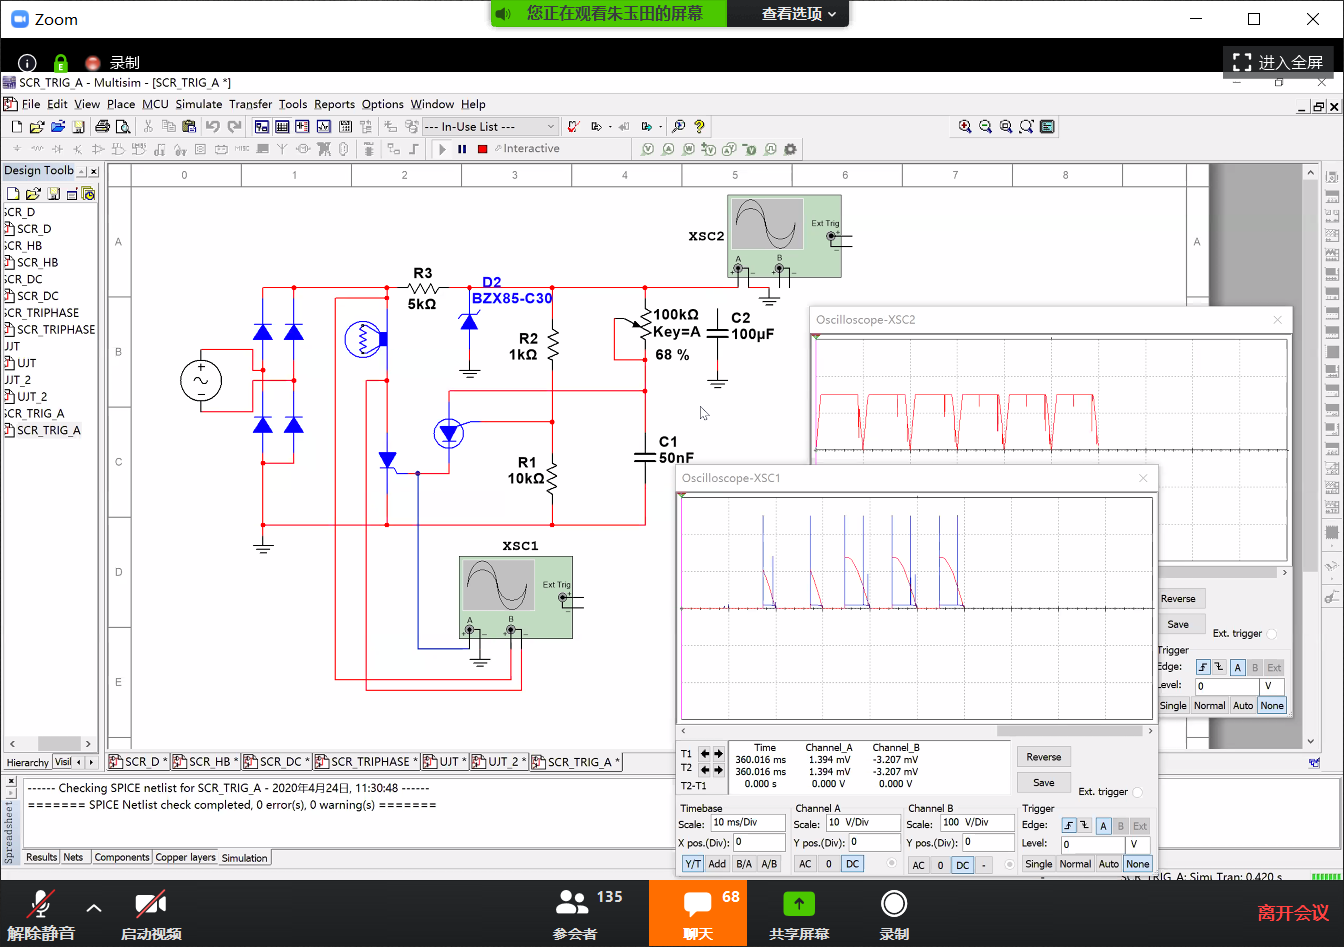 Zoom
您正在观看朱玉田的屏幕
查看选项
录制
进入全屏
SCR_TRIG_A - Multisim - [SCR_TRIG_A *]
File Edit View Place MCU Simulate Transfer Tools Reports Options Window Help
--- In-Use List ---
Interactive
Design Toolb
0 1 2 3 4 5 6 7 8
SCR_D
SCR_D
SCR_HB
SCR_HB
SCR_DC
SCR_DC
SCR_TRIPHASE
SCR_TRIPHASE
UJT
UJT
UJT_2
UJT_2
SCR_TRIG_A
SCR_TRIG_A
A
B
C
D
E
A
XSC2
Ext Trig
A B
R3
5kΩ
D2
BZX85-C30
R2
1kΩ
100kΩ
Key=A
68 %
C2
100μF
R1
10kΩ
C1
50nF
XSC1
Ext Trig
A B
Oscilloscope-XSC2
Reverse
Save
Ext. trigger
Trigger
Edge: A B Ext
Level: 0 V
Single Normal Auto None
Oscilloscope-XSC1
Time Channel_A Channel_B
T1 360.016 ms 1.394 mV -3.207 mV
T2 360.016 ms 1.394 mV -3.207 mV
T2-T1 0.000 s 0.000 V 0.000 V
Reverse
Save
Ext. trigger
Timebase
Scale: 10 ms/Div
X pos.(Div): 0
Y/T Add B/A A/B
Channel A
Scale: 10 V/Div
Y pos.(Div): 0
AC 0 DC
Channel B
Scale: 100 V/Div
Y pos.(Div): 0
AC 0 DC -
Trigger
Edge: A B Ext
Level: 0 V
Single Normal Auto None
Hierarchy Visil
SCR_D * SCR_HB * SCR_DC * SCR_TRIPHASE * UJT * UJT_2 * SCR_TRIG_A *
Spreadsheet
------ Checking SPICE netlist for SCR_TRIG_A - 2020年4月24日, 11:30:48 ------
======= SPICE Netlist check completed, 0 error(s), 0 warning(s) =======
Results Nets Components Copper layers Simulation
SCR_TRIG_A: Simu Tran: 0.420 s
解除静音
启动视频
135
参会者
68
聊天
共享屏幕
录制
离开会议